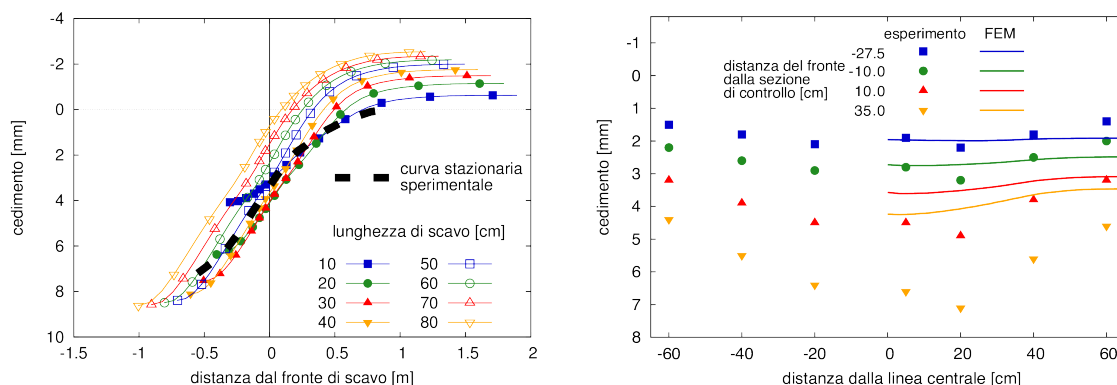 -4
-2
0
2
4
6
8
10
cedimento [mm]
curva stazionaria
sperimentale
lunghezza di scavo [cm]
10 50
20 60
30 70
40 80
-1.5 -1 -0.5 0 0.5 1 1.5 2
distanza dal fronte di scavo [m]
-1
0
1
2
3
4
5
6
7
8
cedimento [mm]
esperimento FEM
distanza del fronte
dalla sezione
di controllo [cm]
-27.5
-10.0
10.0
35.0
-60 -40 -20 0 20 40 60
distanza dalla linea centrale [cm]